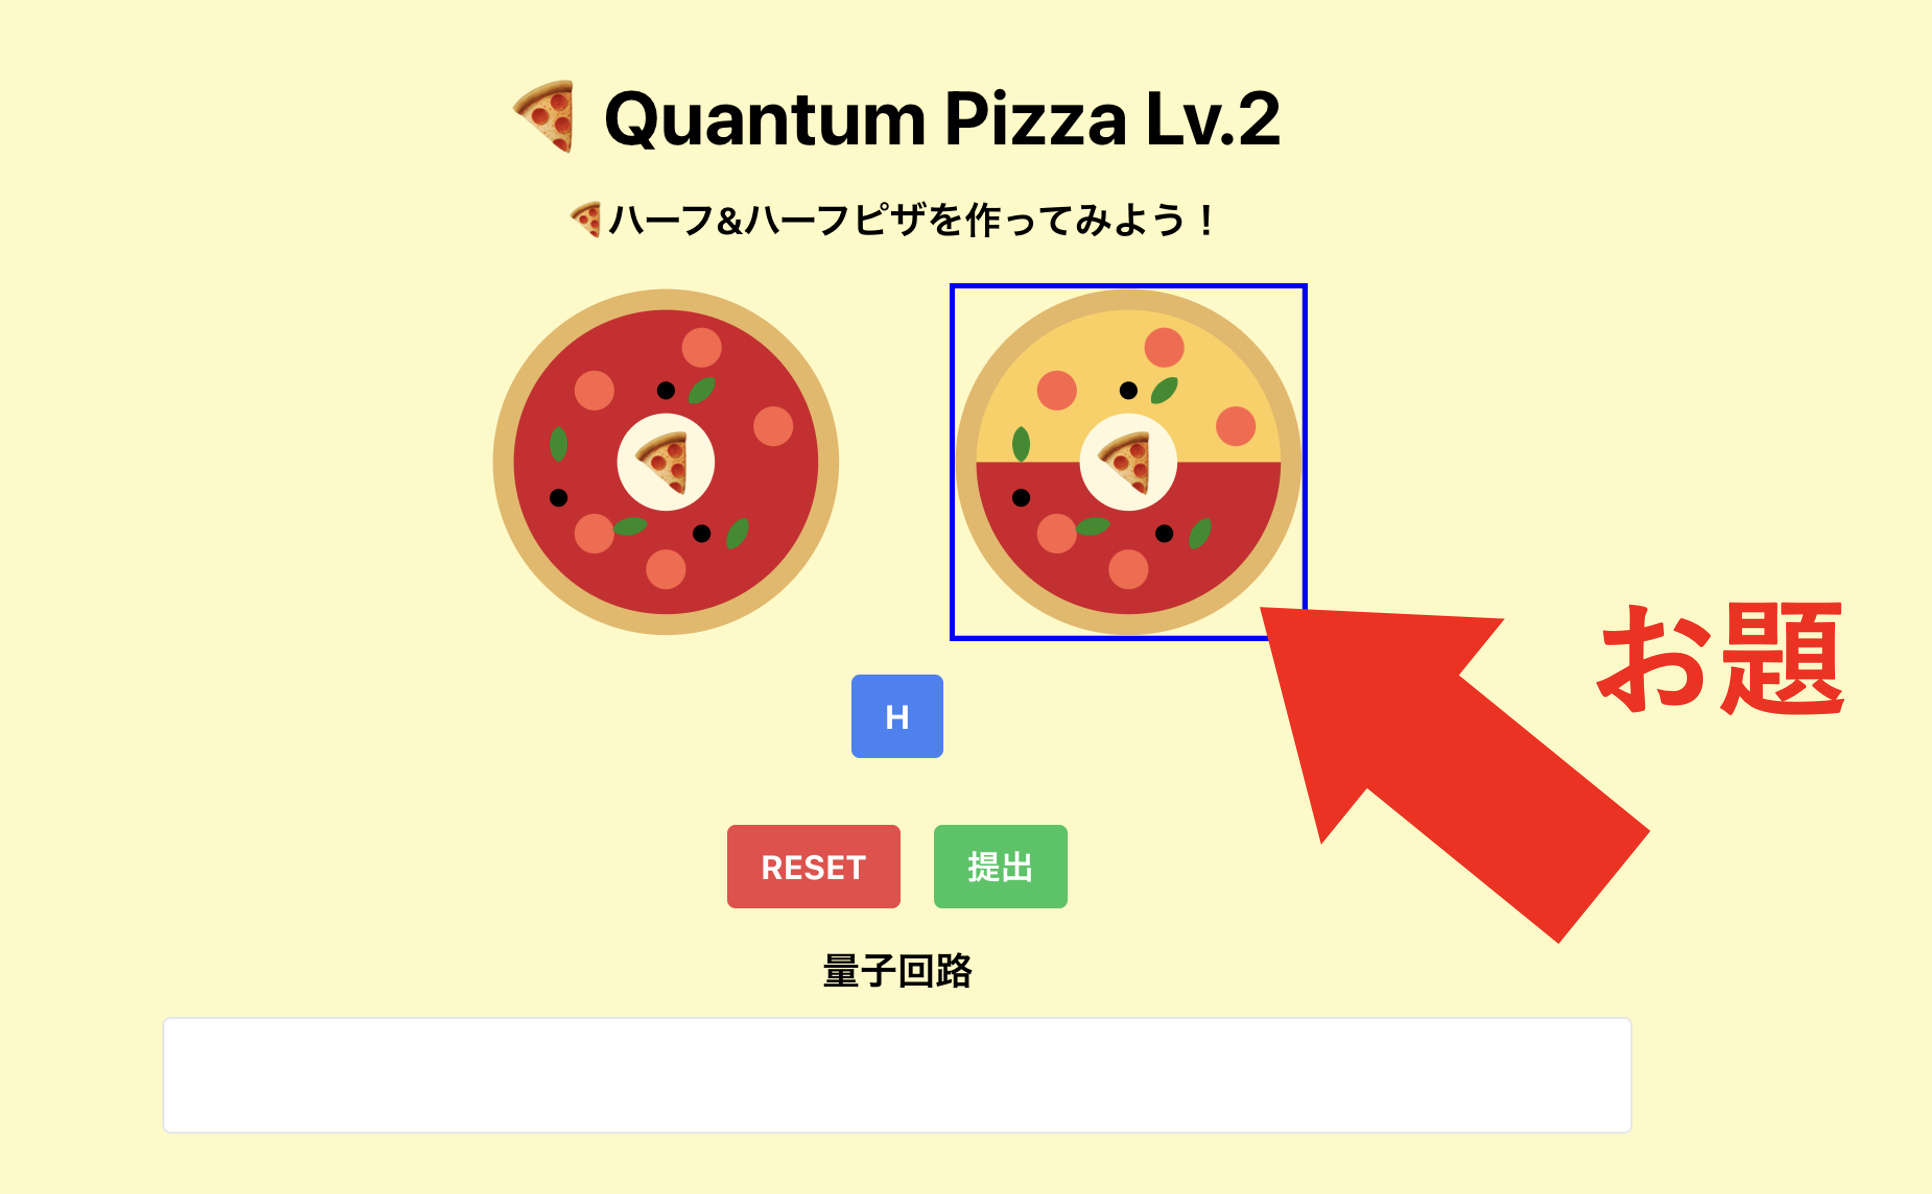 Quantum Pizza Lv.2
ハーフ&ハーフピザを作ってみよう！
お題
H
RESET
提出
量子回路